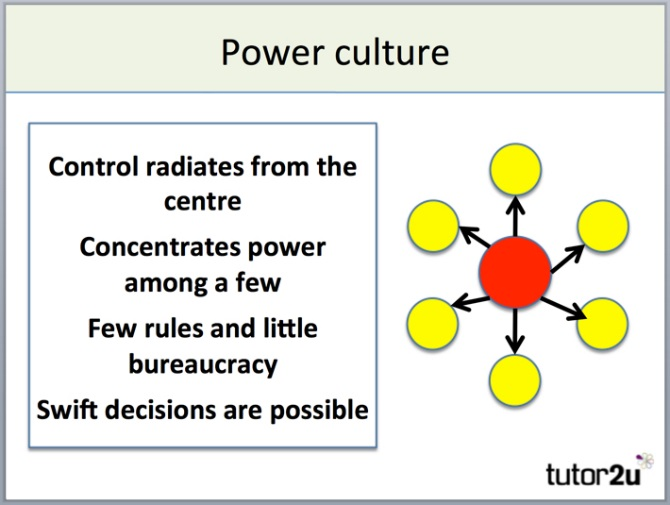 Power culture
Control radiates from the
centre
Concentrates power
among a few
Few rules and little
bureaucracy
Swift decisions are possible
tutor2u